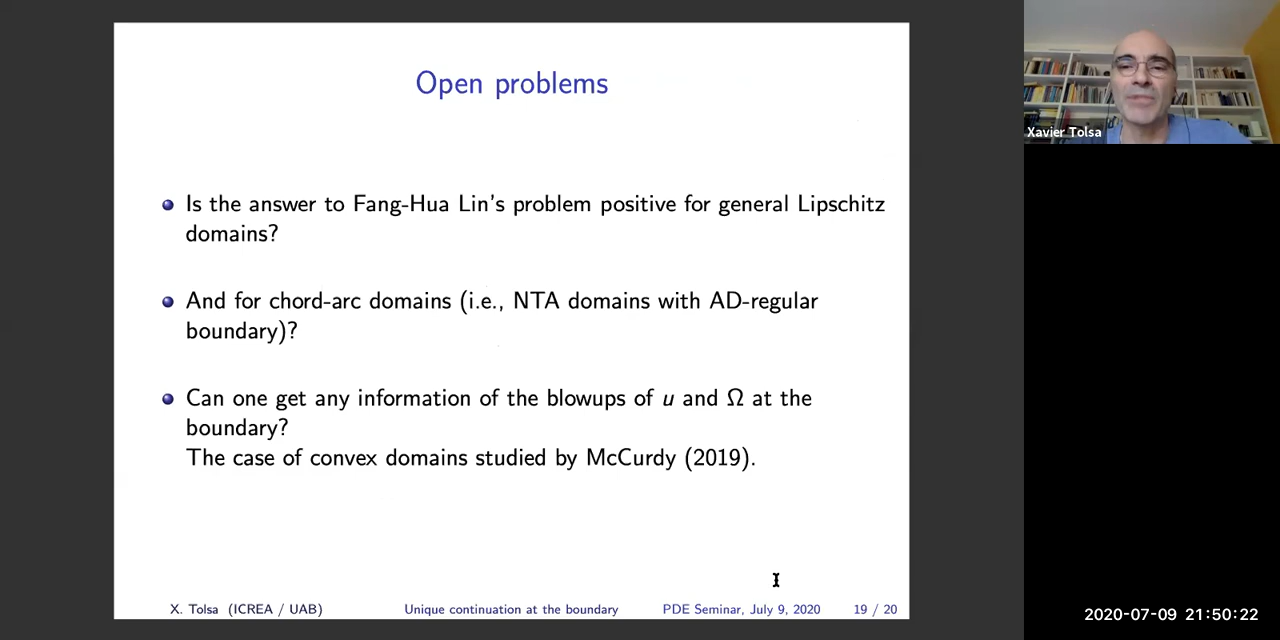 Open problems
Is the answer to Fang-Hua Lin's problem positive for general Lipschitz
domains?
And for chord-arc domains (i.e., NTA domains with AD-regular
boundary)?
Can one get any information of the blowups of u and Ω at the
boundary?
The case of convex domains studied by McCurdy (2019).
X. Tolsa (ICREA / UAB) Unique continuation at the boundary PDE Seminar, July 9, 2020 19 / 20
Xavier Tolsa
2020-07-09 21:50:22